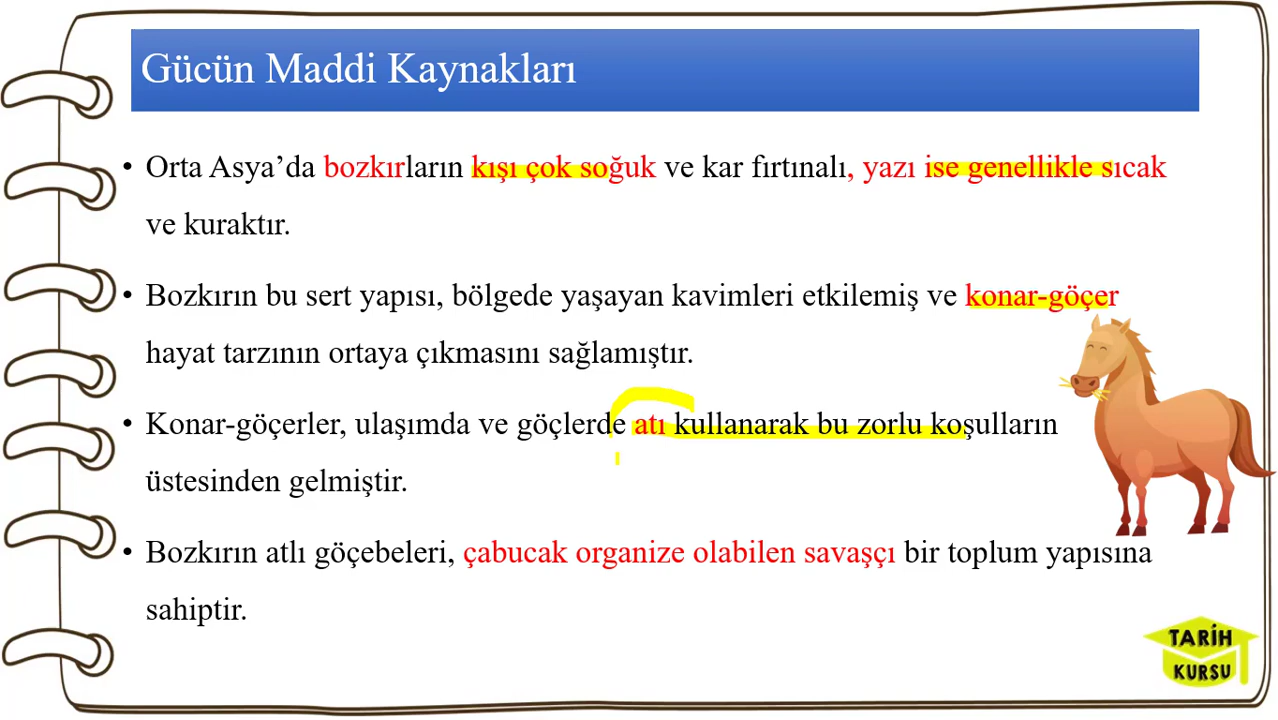 Gücün Maddi Kaynakları
• Orta Asya’da bozkırların kışı çok soğuk ve kar fırtınalı, yazı ise genellikle sıcak
ve kuraktır.
• Bozkırın bu sert yapısı, bölgede yaşayan kavimleri etkilemiş ve konar-göçer
hayat tarzının ortaya çıkmasını sağlamıştır.
• Konar-göçerler, ulaşımda ve göçlerde atı kullanarak bu zorlu koşulların
üstesinden gelmiştir.
• Bozkırın atlı göçebeleri, çabucak organize olabilen savaşçı bir toplum yapısına
sahiptir.
TARİH
KURSU